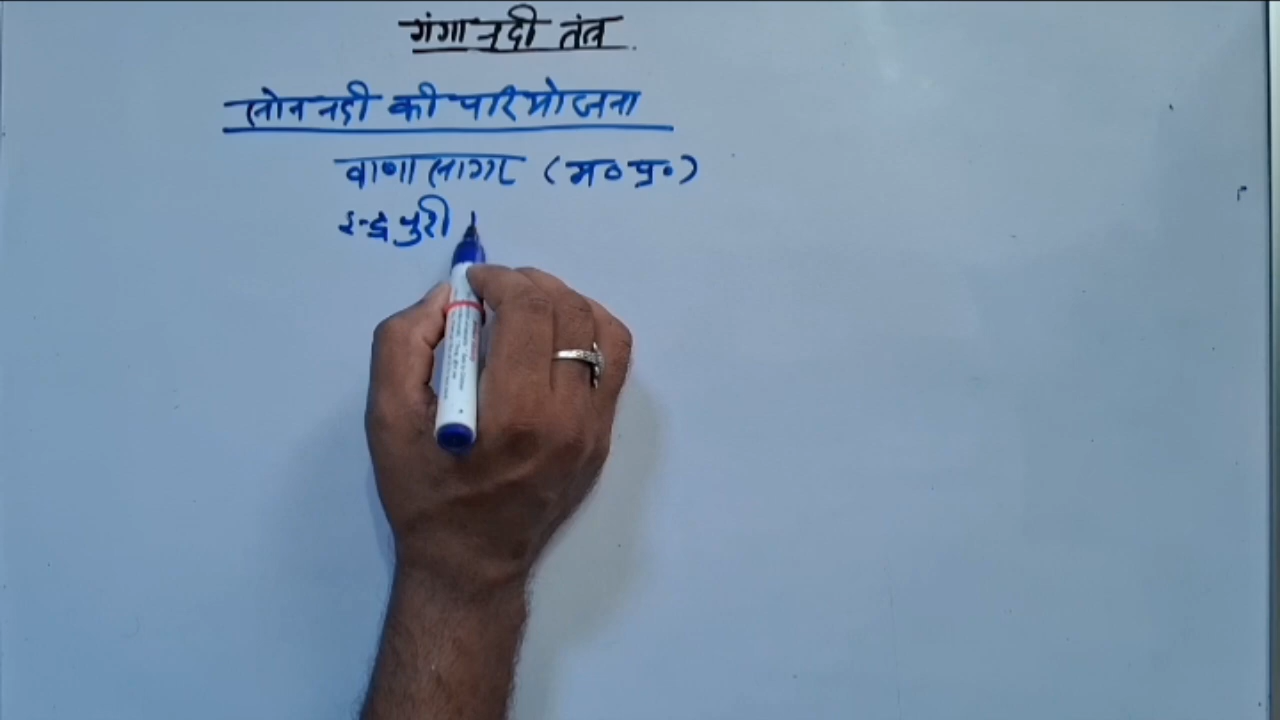 गंगा नदी तंत्र
सोन नदी की परियोजना
वाणसागर (म०प्र०)
इन्द्रपुरी